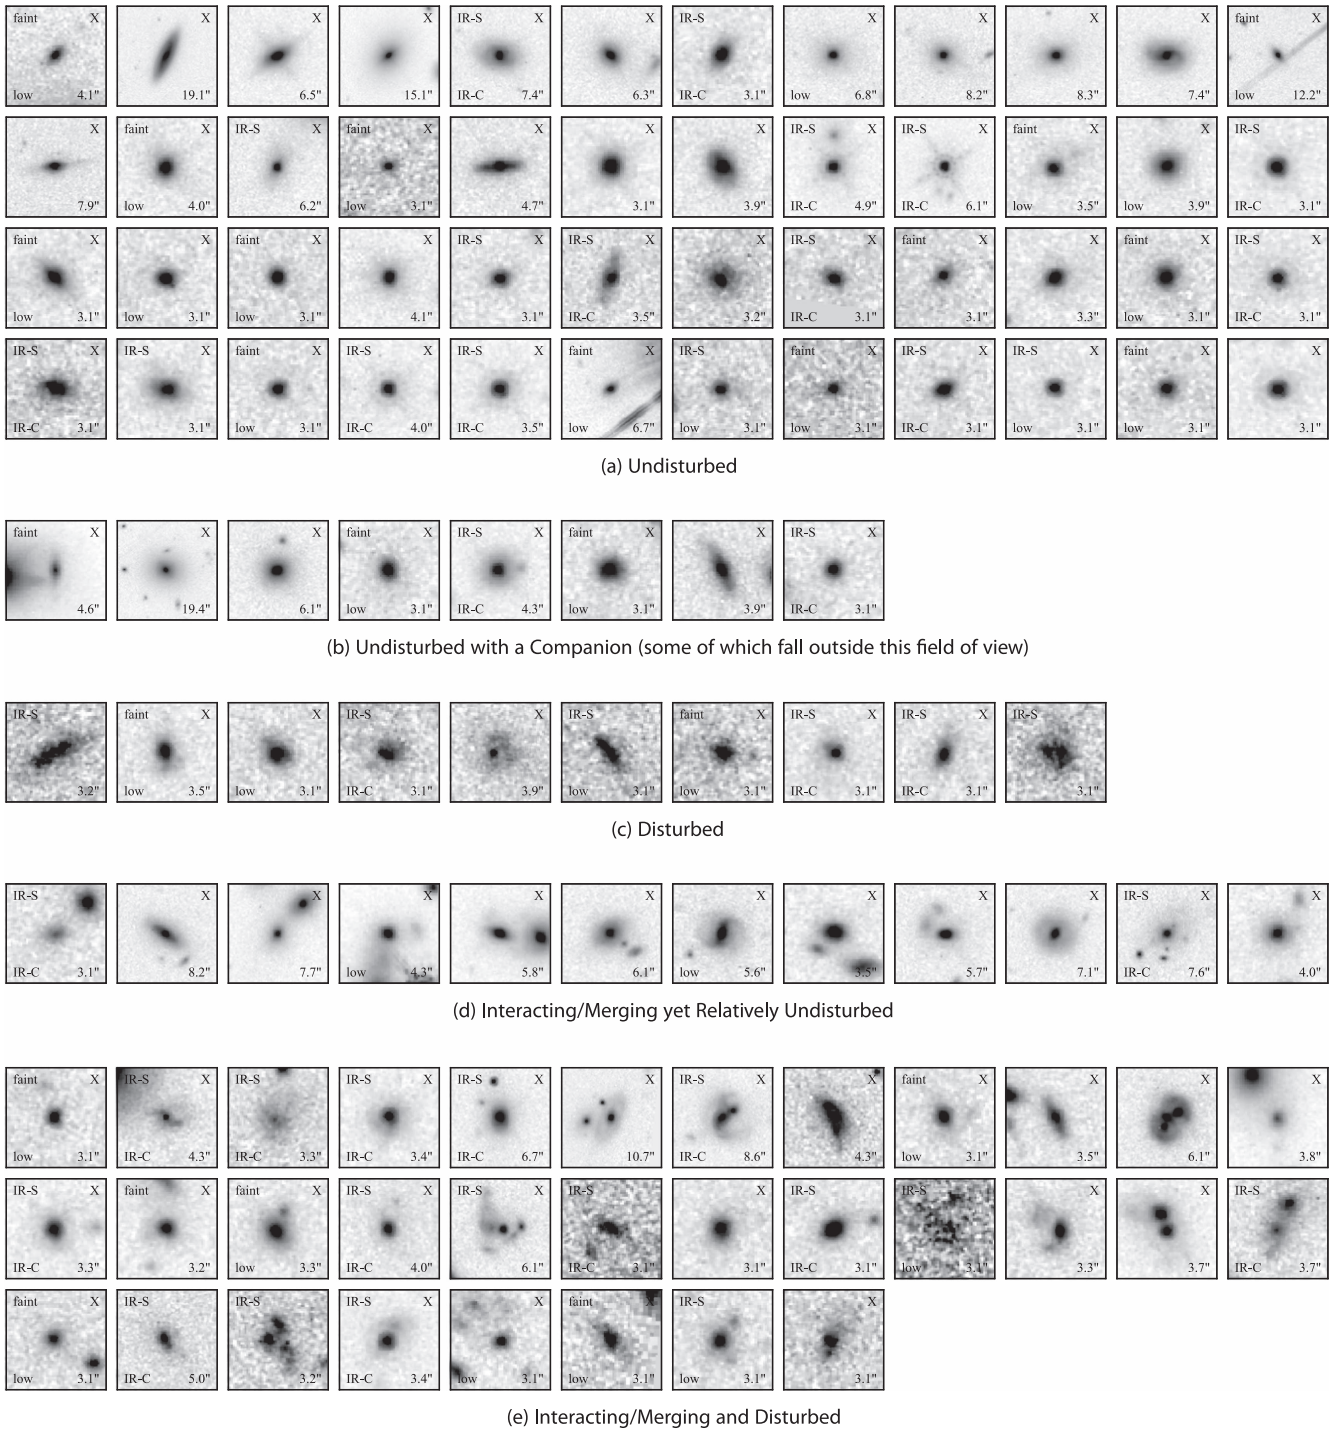 faint X X X X IR-S X X IR-S X X X X faint X
low 4.1" 19.1" 6.5" 15.1" IR-C 7.4" 6.3" IR-C 3.1" low 6.8" 8.2" 8.3" 7.4" low 12.2"
X faint X IR-S X faint X X X X IR-S X IR-S X faint X X IR-S
7.9" low 4.0" 6.2" low 3.1" 4.7" 3.1" 3.9" IR-C 4.9" IR-C 6.1" low 3.5" low 3.9" IR-C 3.1"
faint X X faint X X IR-S X IR-S X X IR-S X faint X X faint X IR-S X
low 3.1" low 3.1" low 3.1" 4.1" 3.1" IR-C 3.5" 3.2" IR-C 3.1" 3.1" 3.3" low 3.1" IR-C 3.1"
IR-S X IR-S X faint X IR-S X IR-S X faint X IR-S X faint X IR-S X IR-S X faint X X
IR-C 3.1" 3.1" low 3.1" IR-C 4.0" IR-C 3.5" low 6.7" low 3.1" low 3.1" IR-C 3.1" low 3.1" low 3.1" 3.1"
(a) Undisturbed
faint X X X faint X IR-S X faint X X IR-S X
4.6" 19.4" 6.1" low 3.1" IR-C 4.3" low 3.1" 3.9" IR-C 3.1"
(b) Undisturbed with a Companion (some of which fall outside this field of view)
IR-S faint X X IR-S X X IR-S faint X IR-S X IR-S X IR-S
3.2" low 3.5" low 3.1" IR-C 3.1" 3.9" low 3.1" low 3.1" IR-C 3.1" IR-C 3.1" 3.1"
(c) Disturbed
IR-S X X X X X X X X X IR-S X X
IR-C 3.1" 8.2" 7.7" low 4.3" 5.8" 6.1" low 5.6" 3.5" 5.7" 7.1" IR-C 7.6" 4.0"
(d) Interacting/Merging yet Relatively Undisturbed
faint X IR-S X IR-S IR-S X IR-S X X IR-S X X faint X X X X
low 3.1" IR-C 4.3" IR-C 3.3" IR-C 3.4" IR-C 6.7" 10.7" IR-C 8.6" 4.3" low 3.1" 3.5" 6.1" 3.8"
IR-S X faint X faint X IR-S X IR-S X IR-S X IR-S X IR-S X X IR-S X
IR-C 3.3" 3.2" low 3.3" IR-C 4.0" 6.1" IR-C 3.1" 3.1" IR-C 3.1" low 3.1" 3.3" 3.7" IR-C 3.7"
faint X IR-S IR-S IR-S X X faint X IR-S X X
low 3.1" IR-C 5.0" 3.2" IR-C 3.4" low 3.1" low 3.1" low 3.1" 3.1"
(e) Interacting/Merging and Disturbed